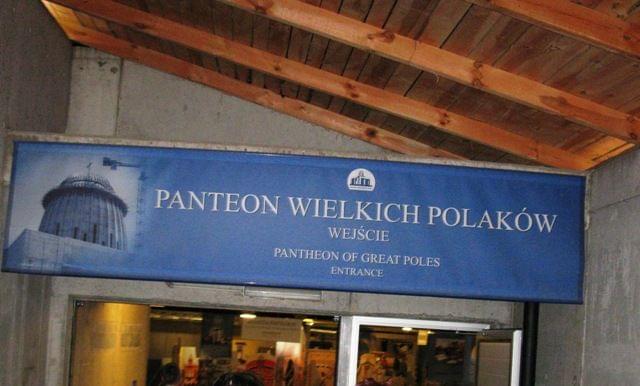 PANTEON WIELKICH POLAKÓW
WEJŚCIE
PANTHEON OF GREAT POLES
ENTRANCE